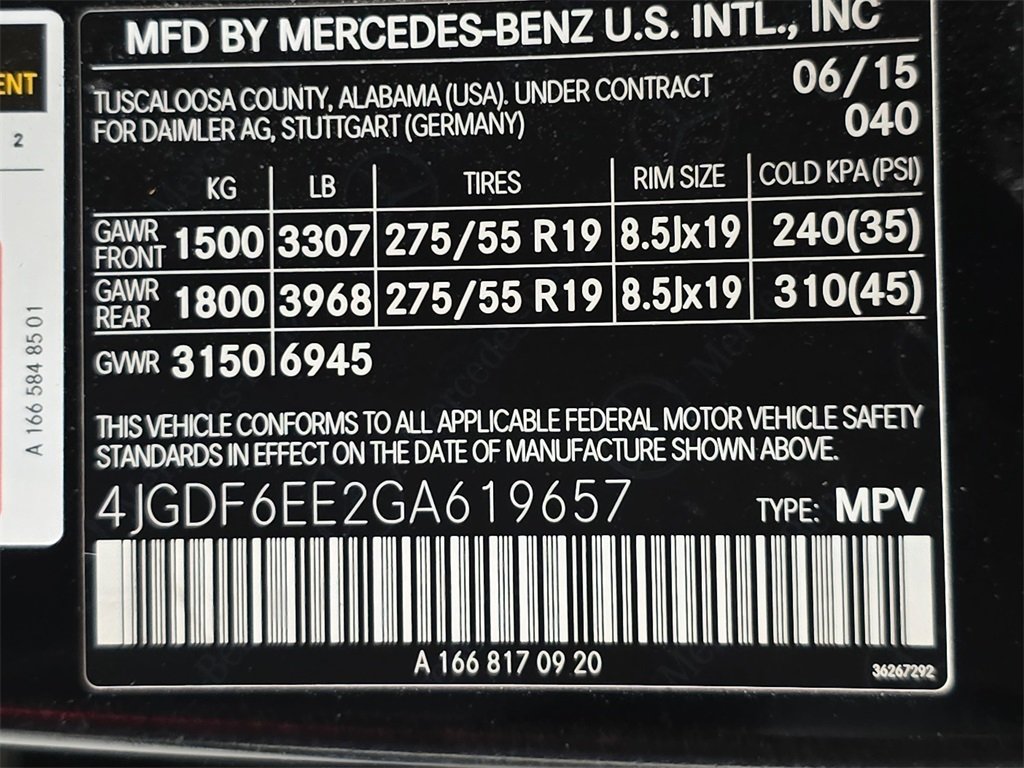 MFD BY MERCEDES-BENZ U.S. INTL., INC
ENT
TUSCALOOSA COUNTY, ALABAMA (USA). UNDER CONTRACT 06/15
FOR DAIMLER AG, STUTTGART (GERMANY) 040
2
KG LB TIRES RIM SIZE COLD KPA (PSI)
GAWR FRONT 1500 3307 275/55 R19 8.5Jx19 240(35)
GAWR REAR 1800 3968 275/55 R19 8.5Jx19 310(45)
GVWR 3150 6945
A 166 584 85 01
THIS VEHICLE CONFORMS TO ALL APPLICABLE FEDERAL MOTOR VEHICLE SAFETY
STANDARDS IN EFFECT ON THE DATE OF MANUFACTURE SHOWN ABOVE.
4JGDF6EE2GA619657 TYPE: MPV
A 166 817 09 20
36267292